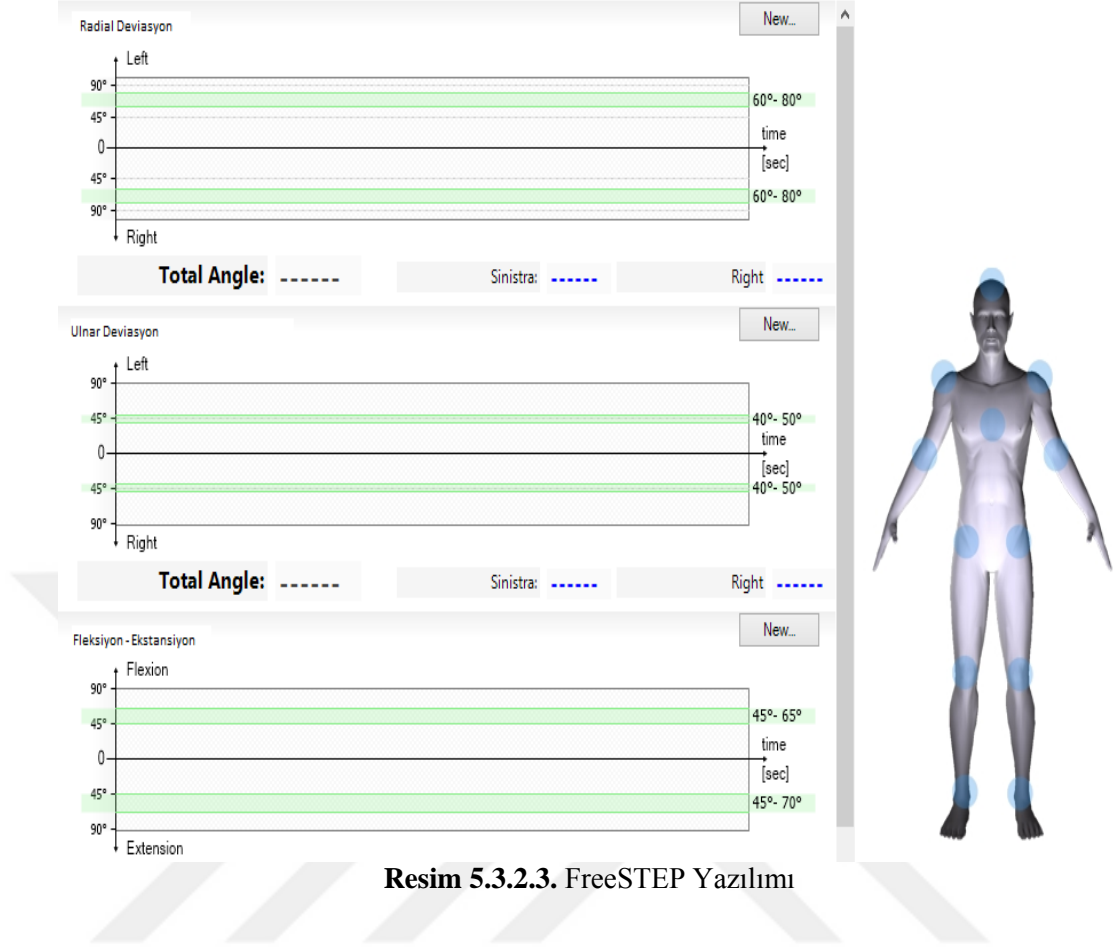 Radial Deviasyon
New...
Left
90°
60°- 80°
45°
time
0
[sec]
45°
60°- 80°
90°
Right
Total Angle: ------ Sinistra: ------ Right ------
Ulnar Deviasyon
New...
Left
90°
45°
40°- 50°
time
0
[sec]
45°
40°- 50°
90°
Right
Total Angle: ------ Sinistra: ------ Right ------
Fleksiyon - Ekstansiyon
New...
Flexion
90°
45°- 65°
45°
time
0
[sec]
45°
45°- 70°
90°
Extension
Resim 5.3.2.3. FreeSTEP Yazılımı